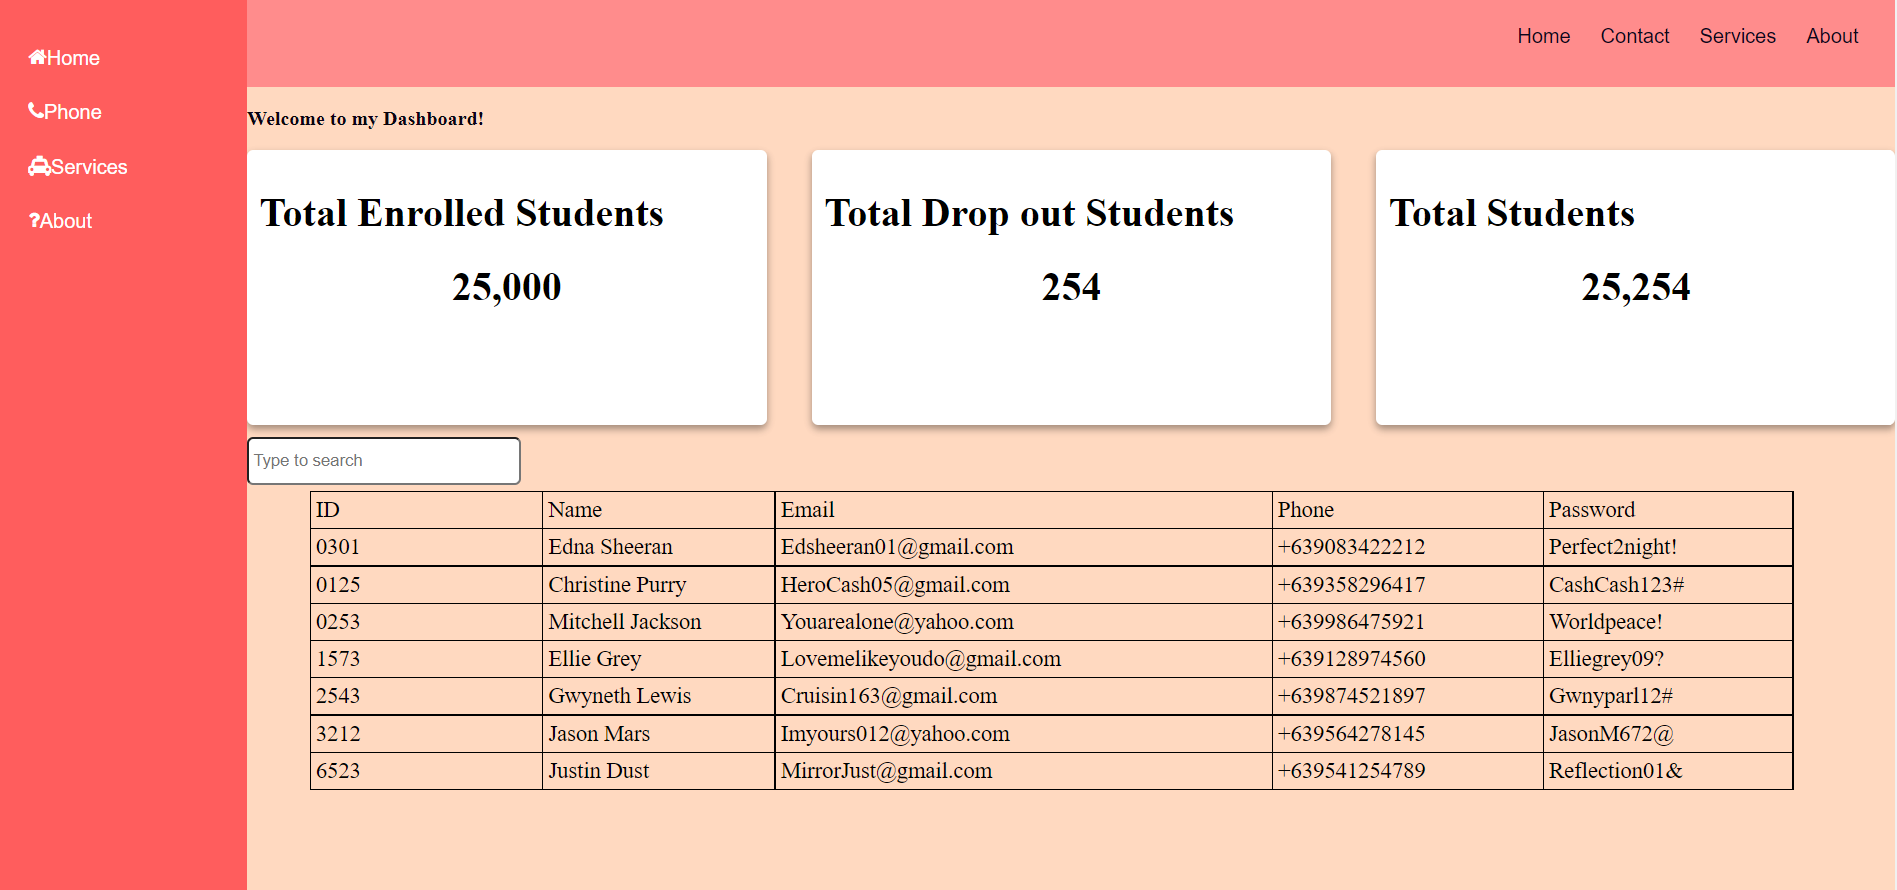 Home
Phone
Services
?About
Home Contact Services About
Welcome to my Dashboard!
Total Enrolled Students
25,000
Total Drop out Students
254
Total Students
25,254
Type to search
ID Name Email Phone Password
0301 Edna Sheeran Edsheeran01@gmail.com +639083422212 Perfect2night!
0125 Christine Purry HeroCash05@gmail.com +639358296417 CashCash123#
0253 Mitchell Jackson Youarealone@yahoo.com +639986475921 Worldpeace!
1573 Ellie Grey Lovemelikeyoudo@gmail.com +639128974560 Elliegrey09?
2543 Gwyneth Lewis Cruisin163@gmail.com +639874521897 Gwnyparl12#
3212 Jason Mars Imyours012@yahoo.com +639564278145 JasonM672@
6523 Justin Dust MirrorJust@gmail.com +639541254789 Reflection01&